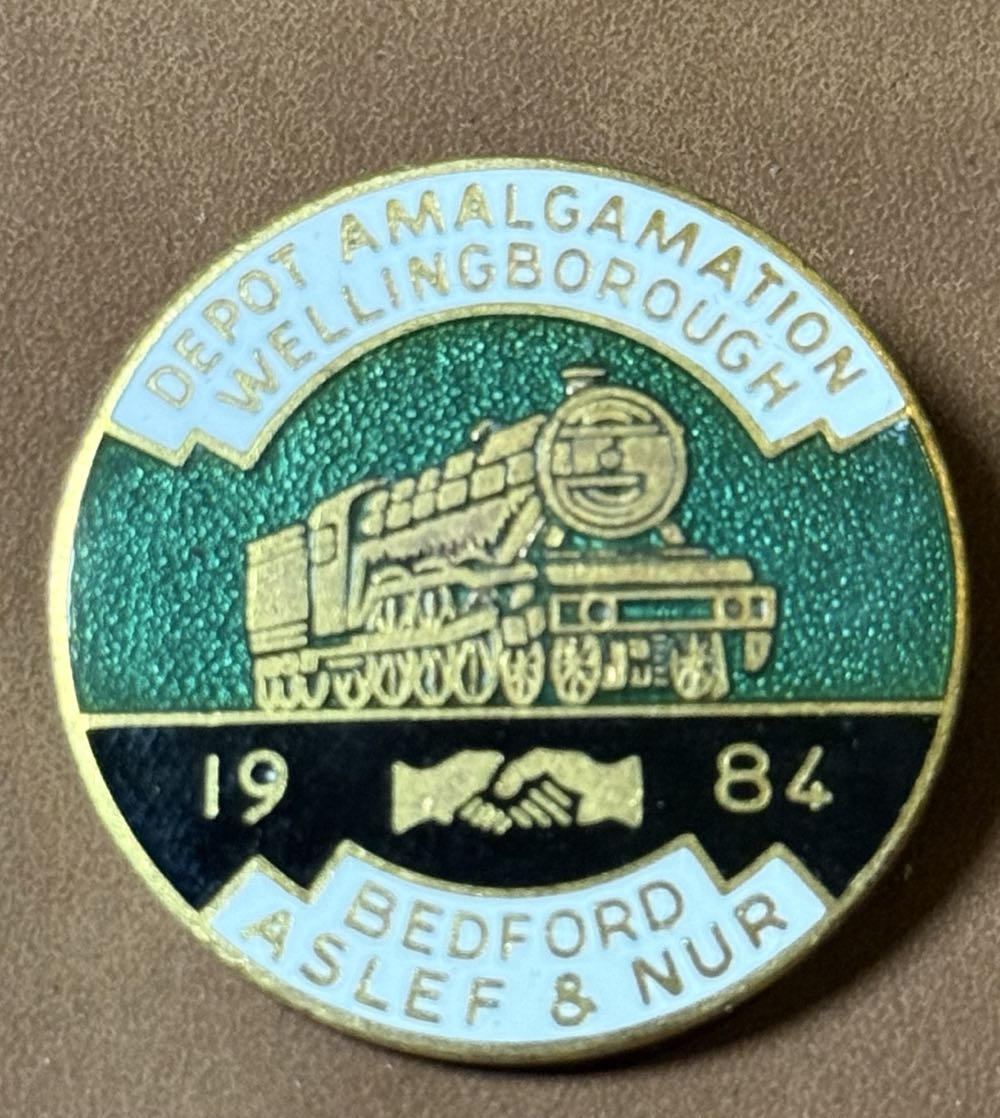 DEPOT AMALGAMATION
WELLINGBOROUGH
19 84
BEDFORD
ASLEF & NUR